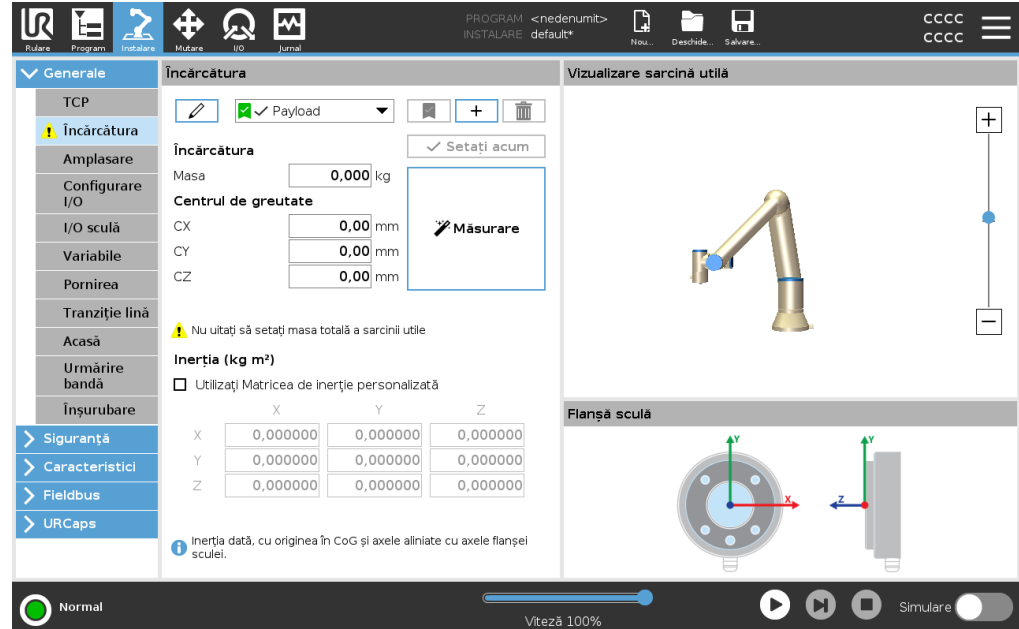 PROGRAM <nedenumit>
INSTALARE default*
cccc
cccc
Rulare Program Instalare Mutare I/O Jurnal Nou... Deschide... Salvare...
Generale
TCP
Încărcătura
Amplasare
Configurare
I/O
I/O sculă
Variabile
Pornirea
Tranziție lină
Acasă
Urmărire
bandă
Înșurubare
Siguranță
Caracteristici
Fieldbus
URCaps
Încărcătura
Payload
Setați acum
Încărcătura
Masa 0,000 kg
Centrul de greutate
CX 0,00 mm
CY 0,00 mm
CZ 0,00 mm
Măsurare
Nu uitați să setați masa totală a sarcinii utile
Inerția (kg m²)
Utilizați Matricea de inerție personalizată
X Y Z
X 0,000000 0,000000 0,000000
Y 0,000000 0,000000 0,000000
Z 0,000000 0,000000 0,000000
Inerția dată, cu originea în CoG și axele aliniate cu axele flanșei
sculei.
Vizualizare sarcină utilă
Flanșă sculă
Y Y
X Z
Normal
Viteză 100%
Simulare